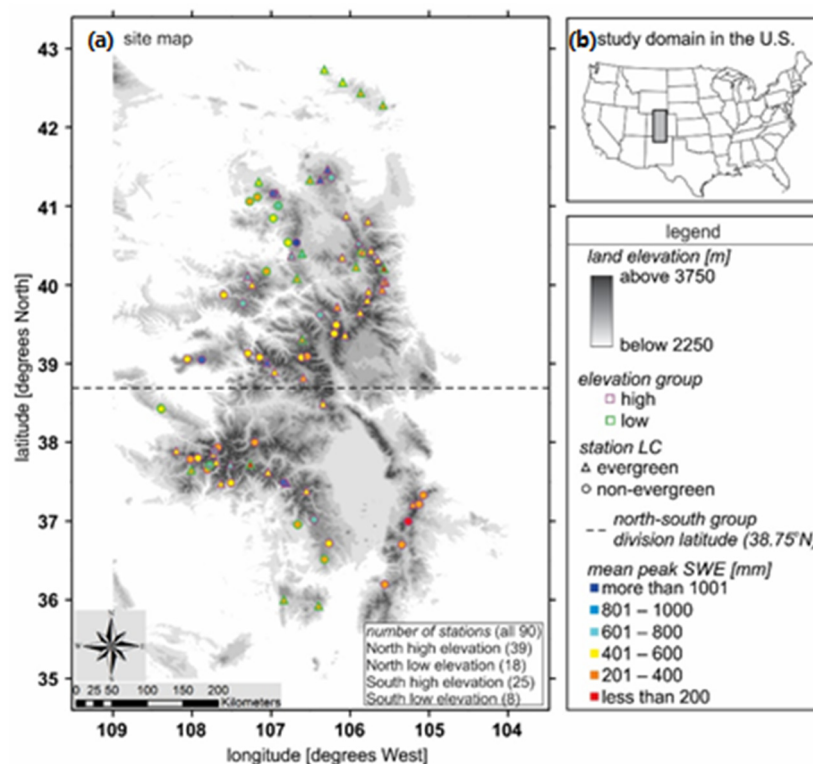 (a) site map
43
42
41
40
39
38
37
36
35
latitude [degrees North]
N
W
E
S
0 25 50 100 150 200
Kilometers
number of stations (all 90)
North high elevation (39)
North low elevation (18)
South high elevation (25)
South low elevation (8)
109 108 107 106 105 104
longitude [degrees West]
(b) study domain in the U.S.
legend
land elevation [m]
above 3750
below 2250
elevation group
high
low
station LC
evergreen
non-evergreen
north-south group
division latitude (38.75°N)
mean peak SWE [mm]
more than 1001
801 – 1000
601 – 800
401 – 600
201 – 400
less than 200